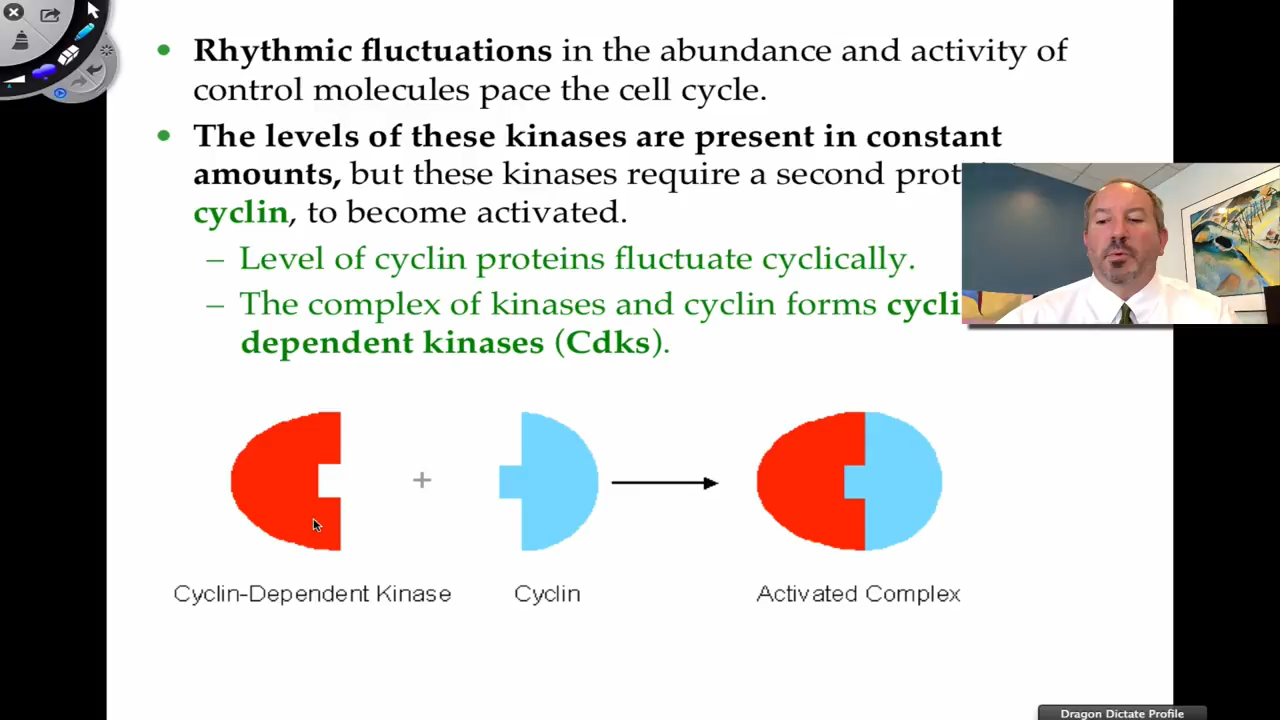 • Rhythmic fluctuations in the abundance and activity of
control molecules pace the cell cycle.
• The levels of these kinases are present in constant
amounts, but these kinases require a second
cyclin, to become activated.
– Level of cyclin proteins fluctuate cyclically.
– The complex of kinases and cyclin forms
dependent kinases (Cdks).
+
Cyclin-Dependent Kinase
Cyclin
Activated Complex
Dragon Dictate Profile